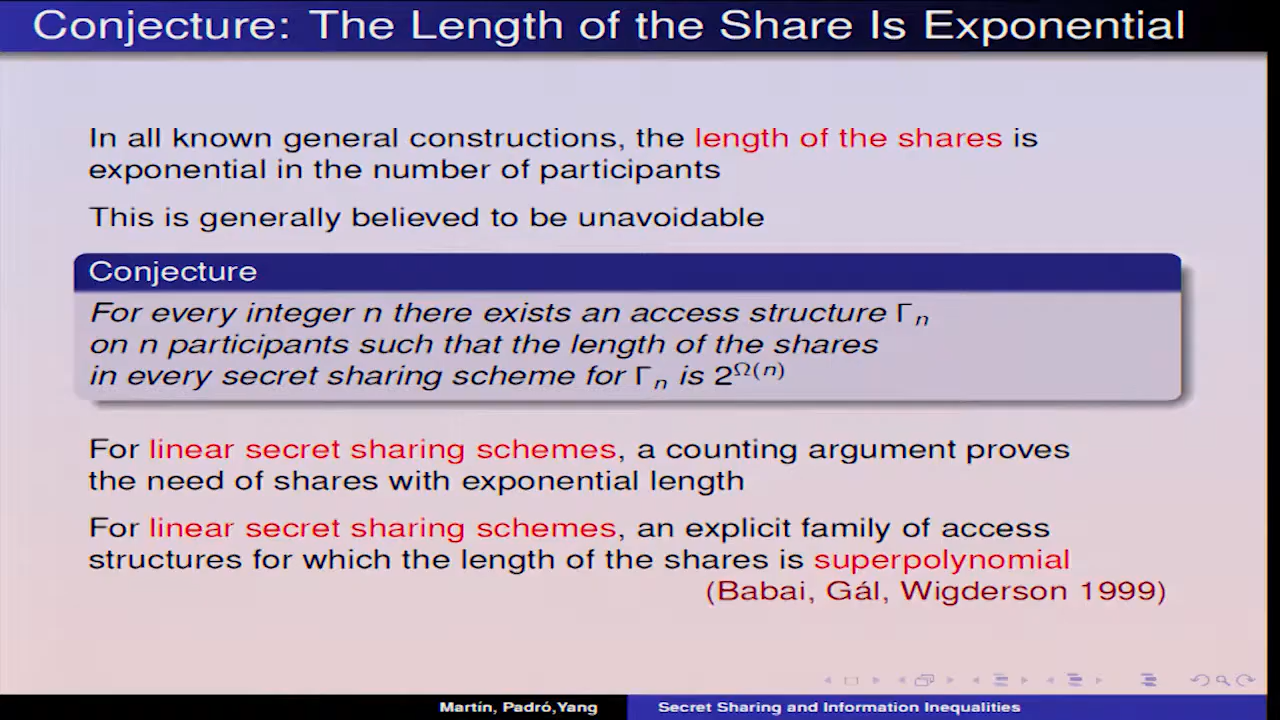 Conjecture: The Length of the Share Is Exponential
In all known general constructions, the length of the shares is
exponential in the number of participants
This is generally believed to be unavoidable
Conjecture
For every integer n there exists an access structure Γn
on n participants such that the length of the shares
in every secret sharing scheme for Γn is 2^Ω(n)
For linear secret sharing schemes, a counting argument proves
the need of shares with exponential length
For linear secret sharing schemes, an explicit family of access
structures for which the length of the shares is superpolynomial
(Babai, Gál, Wigderson 1999)
Martín, Padró,Yang
Secret Sharing and Information Inequalities